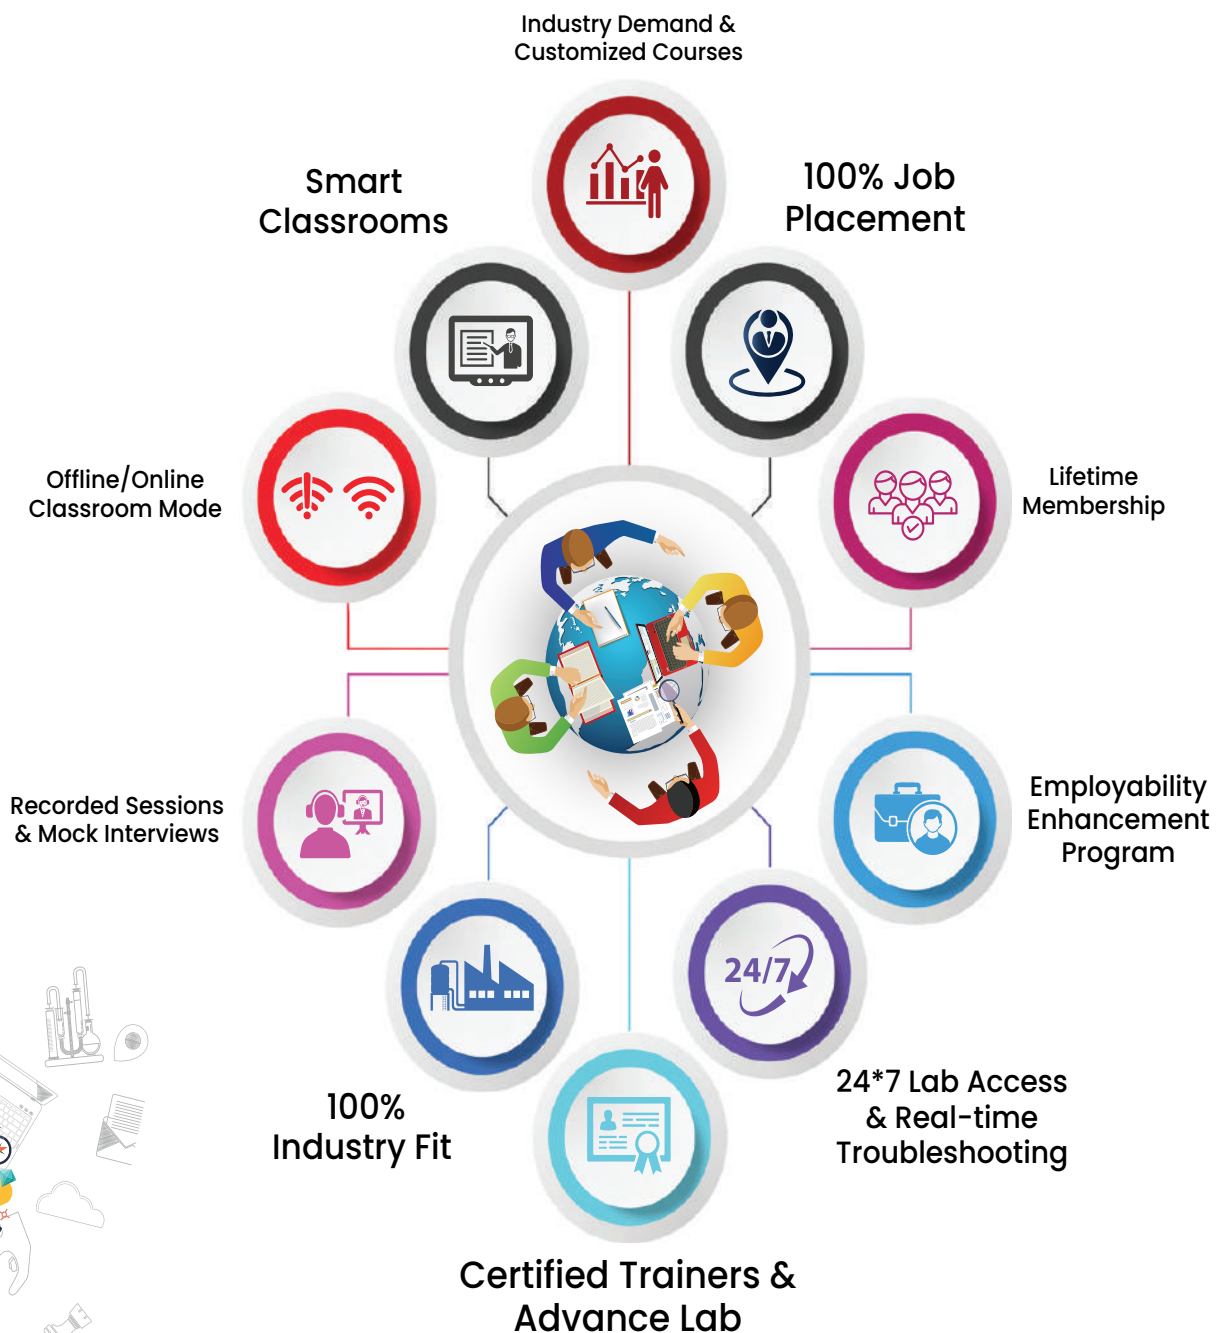 Industry Demand &
Customized Courses
Smart
Classrooms
100% Job
Placement
Offline/Online
Classroom Mode
Lifetime
Membership
Recorded Sessions
& Mock Interviews
Employability
Enhancement
Program
24/7
100%
Industry Fit
24*7 Lab Access
& Real-time
Troubleshooting
Certified Trainers &
Advance Lab